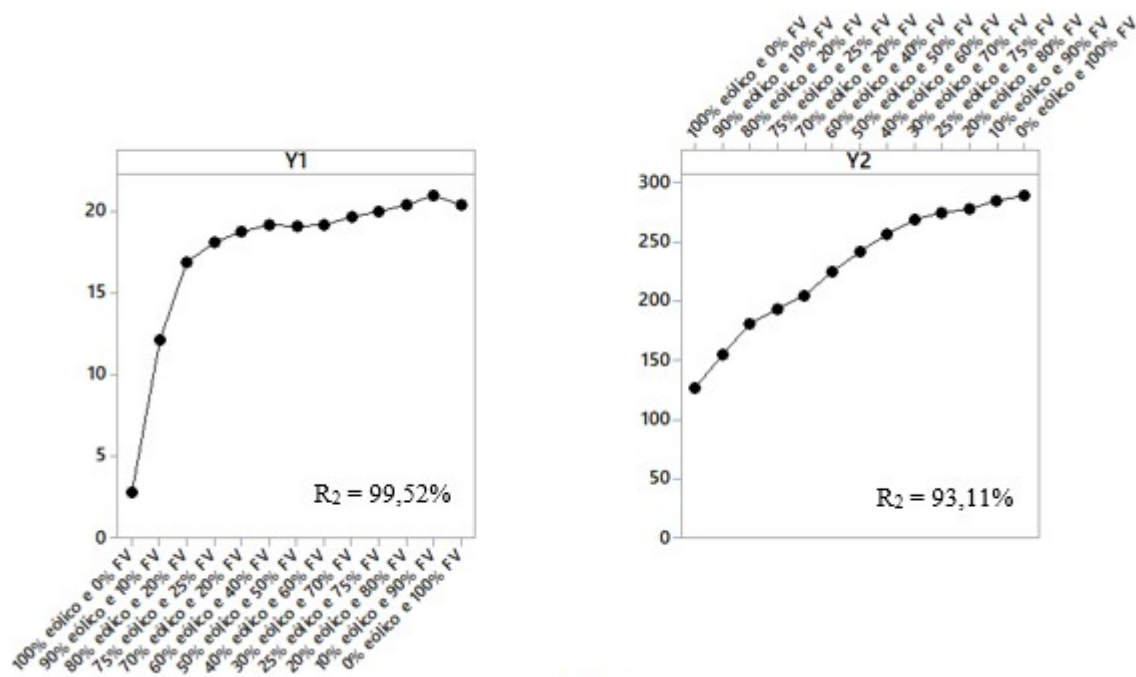 Y1
20
15
10
5
0
R2 = 99,52%
100% eólico e 0% FV
90% eólico e 10% FV
80% eólico e 20% FV
75% eólico e 25% FV
70% eólico e 20% FV
60% eólico e 40% FV
50% eólico e 50% FV
40% eólico e 60% FV
30% eólico e 70% FV
25% eólico e 75% FV
20% eólico e 80% FV
10% eólico e 90% FV
0% eólico e 100% FV
100% eólico e 0% FV
90% eólico e 10% FV
80% eólico e 20% FV
75% eólico e 25% FV
70% eólico e 20% FV
60% eólico e 40% FV
50% eólico e 50% FV
40% eólico e 60% FV
30% eólico e 70% FV
25% eólico e 75% FV
20% eólico e 80% FV
10% eólico e 90% FV
0% eólico e 100% FV
Y2
300
250
200
150
100
50
0
R2 = 93,11%